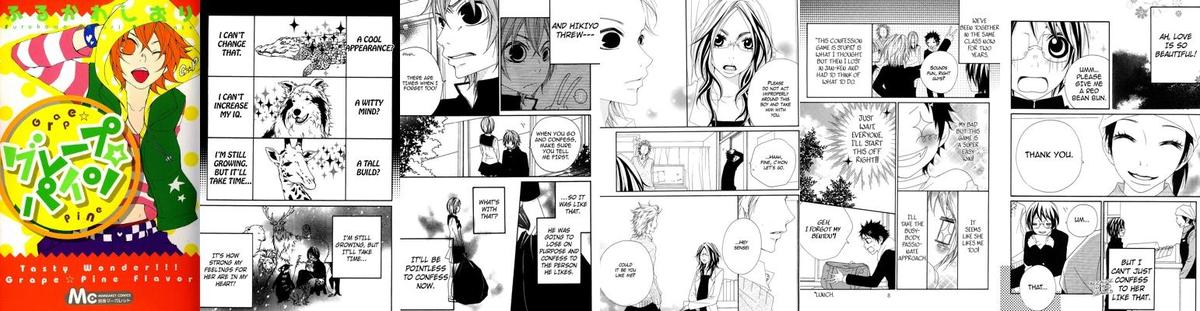 ふるかわしおり
Grape☆
グレープ☆
パイン!
Pine
Tasty Wonder!!!
Grape☆Pine Flavor
MC
MARGARET COMICS
I CAN'T
CHANGE
THAT.
A COOL
APPEARANCE?
I CAN'T
INCREASE
MY IQ.
A WITTY
MIND?
I'M STILL
GROWING.
BUT IT'LL
TAKE TIME...
A TALL
BUILD?
I'M STILL
GROWING, BUT
IT'LL TAKE
TIME...
IT'S HOW
STRONG MY
FEELINGS FOR
HER ARE IN MY
HEART!
THERE ARE
TIMES WHEN I
FORGET TOO!
AND HIKIYO
THREW---
WHEN YOU GO
AND CONFESS,
MAKE SURE
YOU TELL
ME FIRST.
WHAT'S
WITH THAT?
...SO IT WAS
LIKE THAT.
HE WAS
GOING TO
LOSE ON
PURPOSE AND
CONFESS TO
THE PERSON
HE LIKES.
IT'LL BE
POINTLESS
TO CONFESS
NOW.
PLEASE
DO NOT
ACT IMPROPERLY
AROUND THIS
BOY AND TAKE
HIM WITH YOU.
...MAAH,
FINE, C'MON
LET'S GO.
...HEY
SENSEI
COULD
IT BE YOU
LIKE ME?
WE'VE
BEEN TOGETHER
IN THE SAME
CLASS NOW
FOR TWO
YEARS.
"THIS CONFESSION
GAME IS STUPID" IS
WHAT I THOUGHT,
BUT THEN I LOST
IN JAN-KEN AND
HAD TO THINK OF
WHAT TO DO.
SOUNDS
FUN, RIGHT
GUYS?
JUST
WAIT
EVERYONE,
I'LL START
THIS OFF
RIGHT!!!
MY BAD
BUT THIS GAME
IS A SUPER
EASY WIN!
GEH,
I FORGOT MY
BENTOU*!
I'LL TAKE
THE BUSY-
BODY,
PASSIO-
NATE
APPROACH.
IT
SEEMS
LIKE SHE
LIKES ME TOO!
*LUNCH.
8
AH, LOVE
IS SO
BEAUTIFUL!
UMM...
PLEASE GIVE
ME A RED
BEAN BUN.
THANK YOU.
UM...
THAT...
BUT I
CAN'T JUST
CONFESS
TO HER
LIKE THAT.